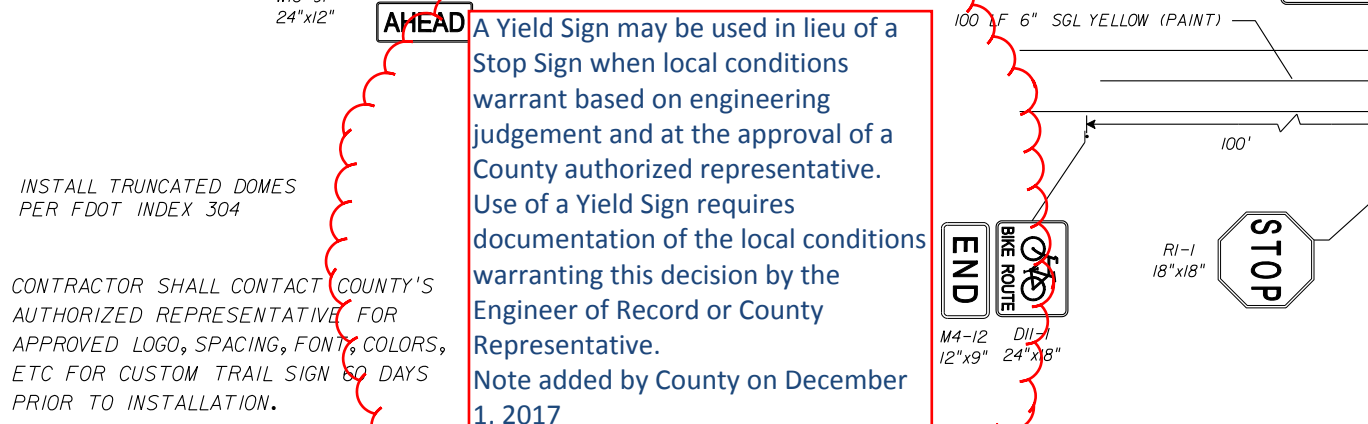 24"x12"
AHEAD
A Yield Sign may be used in lieu of a
Stop Sign when local conditions
warrant based on engineering
judgement and at the approval of a
County authorized representative.
Use of a Yield Sign requires
documentation of the local conditions
warranting this decision by the
Engineer of Record or County
Representative.
Note added by County on December
1, 2017
INSTALL TRUNCATED DOMES
PER FDOT INDEX 304
CONTRACTOR SHALL CONTACT COUNTY'S
AUTHORIZED REPRESENTATIVE FOR
APPROVED LOGO, SPACING, FONT, COLORS,
ETC FOR CUSTOM TRAIL SIGN 60 DAYS
PRIOR TO INSTALLATION.
100 LF 6" SGL YELLOW (PAINT)
100'
END
BIKE ROUTE
M4-12
12"x9"
D11-1
24"x18"
R1-1
18"x18"
STOP